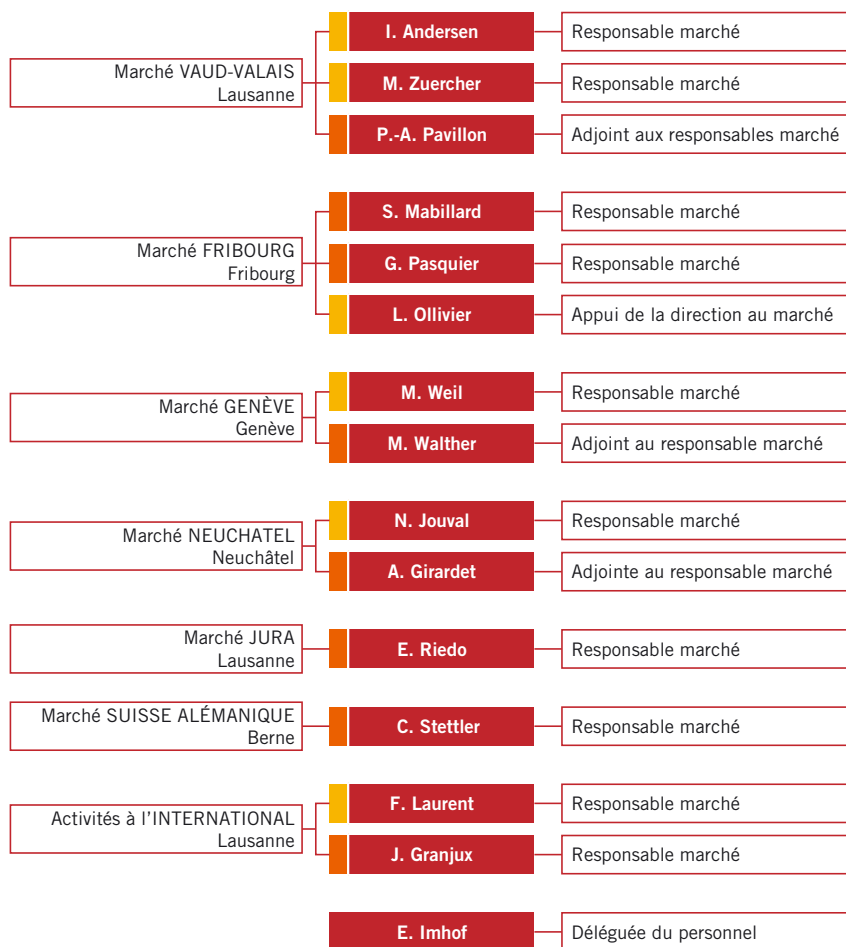 Marché VAUD-VALAIS
Lausanne
I. Andersen
Responsable marché
M. Zuercher
Responsable marché
P.-A. Pavillon
Adjoint aux responsables marché
Marché FRIBOURG
Fribourg
S. Mabillard
Responsable marché
G. Pasquier
Responsable marché
L. Ollivier
Appui de la direction au marché
Marché GENÈVE
Genève
M. Weil
Responsable marché
M. Walther
Adjoint au responsable marché
Marché NEUCHATEL
Neuchâtel
N. Jouval
Responsable marché
A. Girardet
Adjointe au responsable marché
Marché JURA
Lausanne
E. Riedo
Responsable marché
Marché SUISSE ALÉMANIQUE
Berne
C. Stettler
Responsable marché
Activités à l'INTERNATIONAL
Lausanne
F. Laurent
Responsable marché
J. Granjux
Responsable marché
E. Imhof
Déléguée du personnel